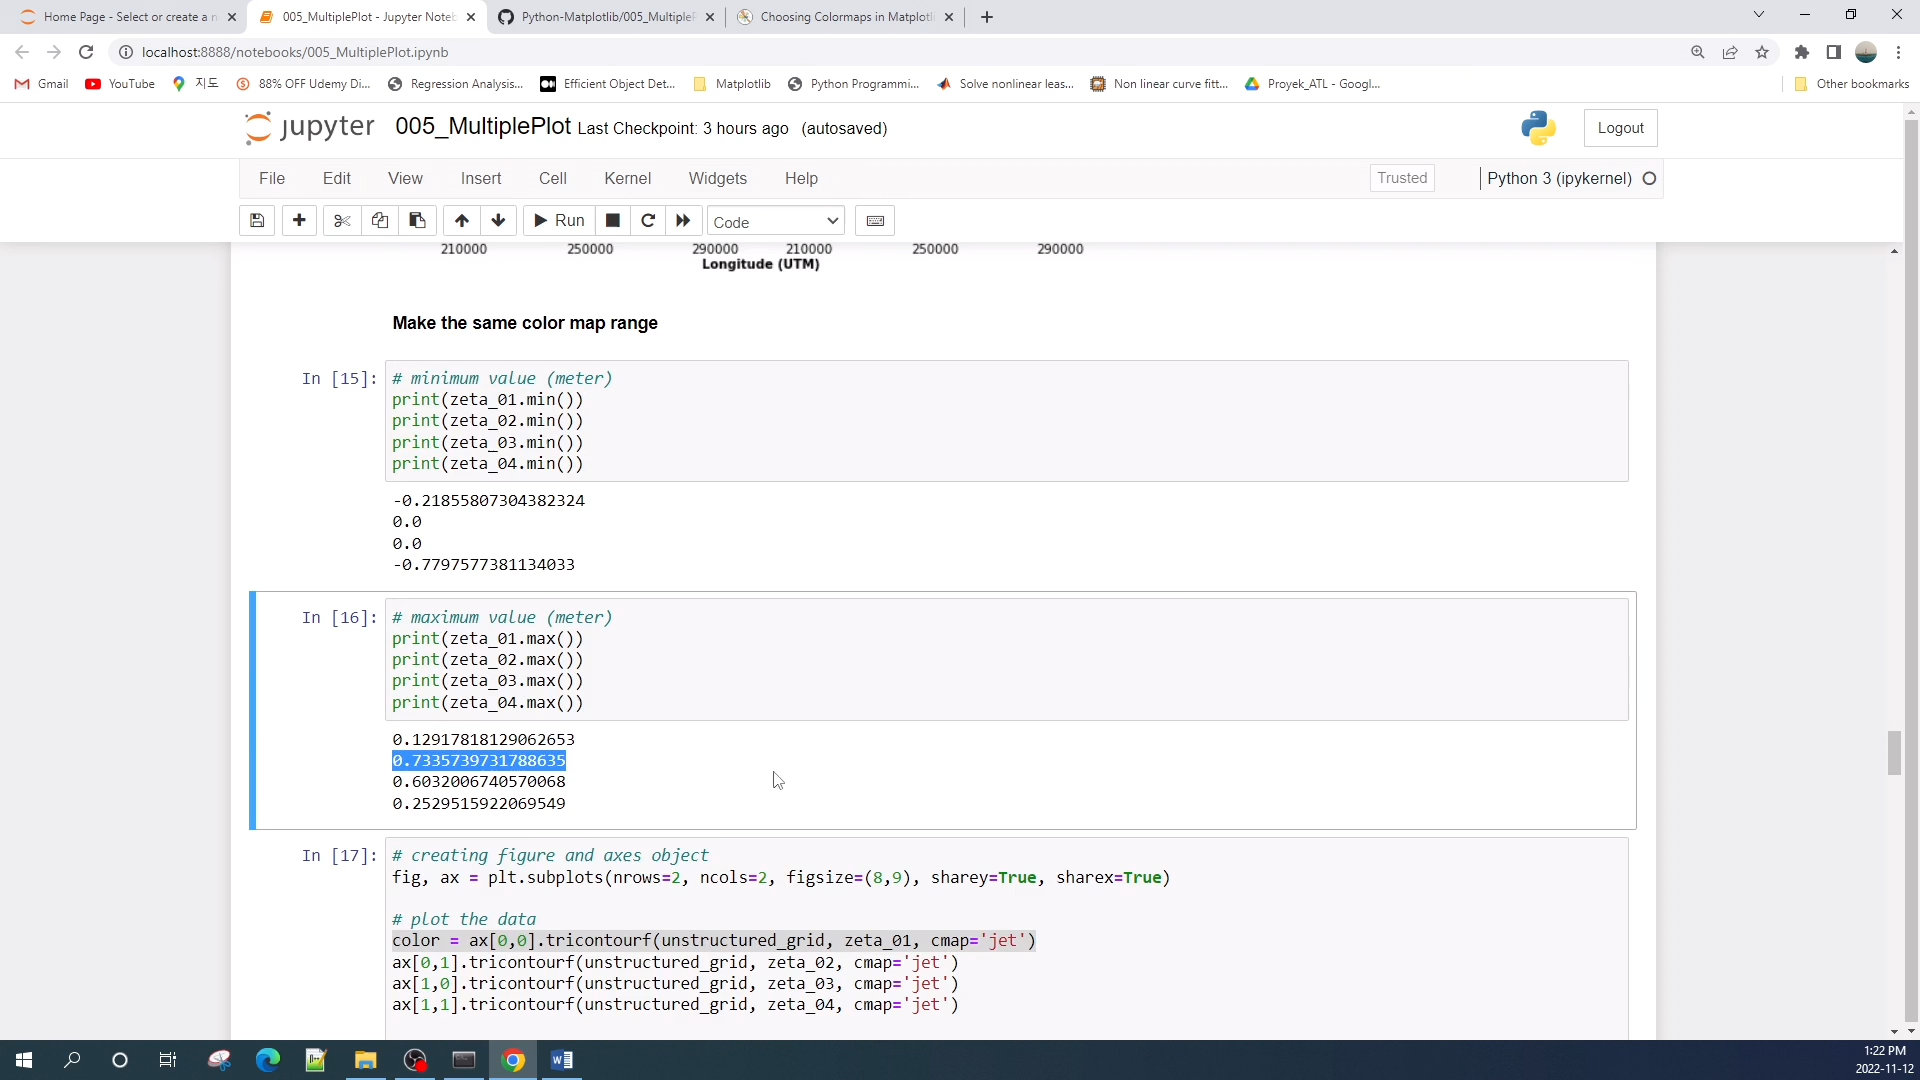 Home Page - Select or create a n
005_MultiplePlot - Jupyter Noteb
Python-Matplotlib/005_MultipleP
Choosing Colormaps in Matplotli
localhost:8888/notebooks/005_MultiplePlot.ipynb
Gmail
YouTube
지도
88% OFF Udemy Di...
Regression Analysis...
Efficient Object Det...
Matplotlib
Python Programmi...
Solve nonlinear leas...
Non linear curve fitt...
Proyek_ATL - Googl...
Other bookmarks
jupyter 005_MultiplePlot Last Checkpoint: 3 hours ago (autosaved)
Logout
File Edit View Insert Cell Kernel Widgets Help
Trusted
Python 3 (ipykernel)
Run
Code
210000 250000 290000 210000 250000 290000
Longitude (UTM)
Make the same color map range
In [15]: # minimum value (meter)
print(zeta_01.min())
print(zeta_02.min())
print(zeta_03.min())
print(zeta_04.min())
-0.21855807304382324
0.0
0.0
-0.7797577381134033
In [16]: # maximum value (meter)
print(zeta_01.max())
print(zeta_02.max())
print(zeta_03.max())
print(zeta_04.max())
0.12917818129062653
0.7335739731788635
0.6032006740570068
0.2529515922069549
In [17]: # creating figure and axes object
fig, ax = plt.subplots(nrows=2, ncols=2, figsize=(8,9), sharey=True, sharex=True)
# plot the data
color = ax[0,0].tricontourf(unstructured_grid, zeta_01, cmap='jet')
ax[0,1].tricontourf(unstructured_grid, zeta_02, cmap='jet')
ax[1,0].tricontourf(unstructured_grid, zeta_03, cmap='jet')
ax[1,1].tricontourf(unstructured_grid, zeta_04, cmap='jet')
1:22 PM
2022-11-12